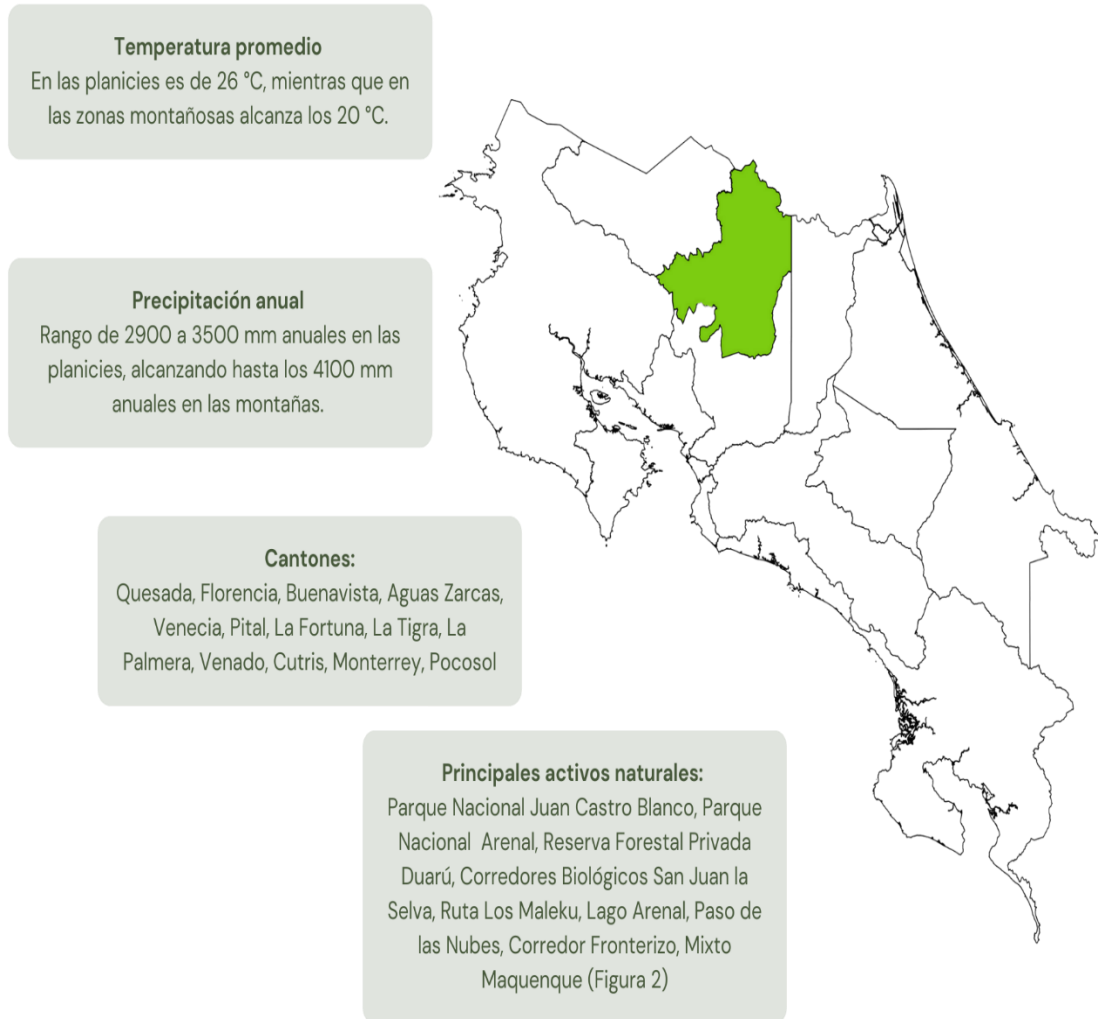 Temperatura promedio
En las planicies es de 26 °C, mientras que en
las zonas montañosas alcanza los 20 °C.
Precipitación anual
Rango de 2900 a 3500 mm anuales en las
planicies, alcanzando hasta los 4100 mm
anuales en las montañas.
Cantones:
Quesada, Florencia, Buenavista, Aguas Zarcas,
Venecia, Pital, La Fortuna, La Tigra, La
Palmera, Venado, Cutris, Monterrey, Pocosol
Principales activos naturales:
Parque Nacional Juan Castro Blanco, Parque
Nacional Arenal, Reserva Forestal Privada
Duarú, Corredores Biológicos San Juan la
Selva, Ruta Los Maleku, Lago Arenal, Paso de
las Nubes, Corredor Fronterizo, Mixto
Maquenque (Figura 2)